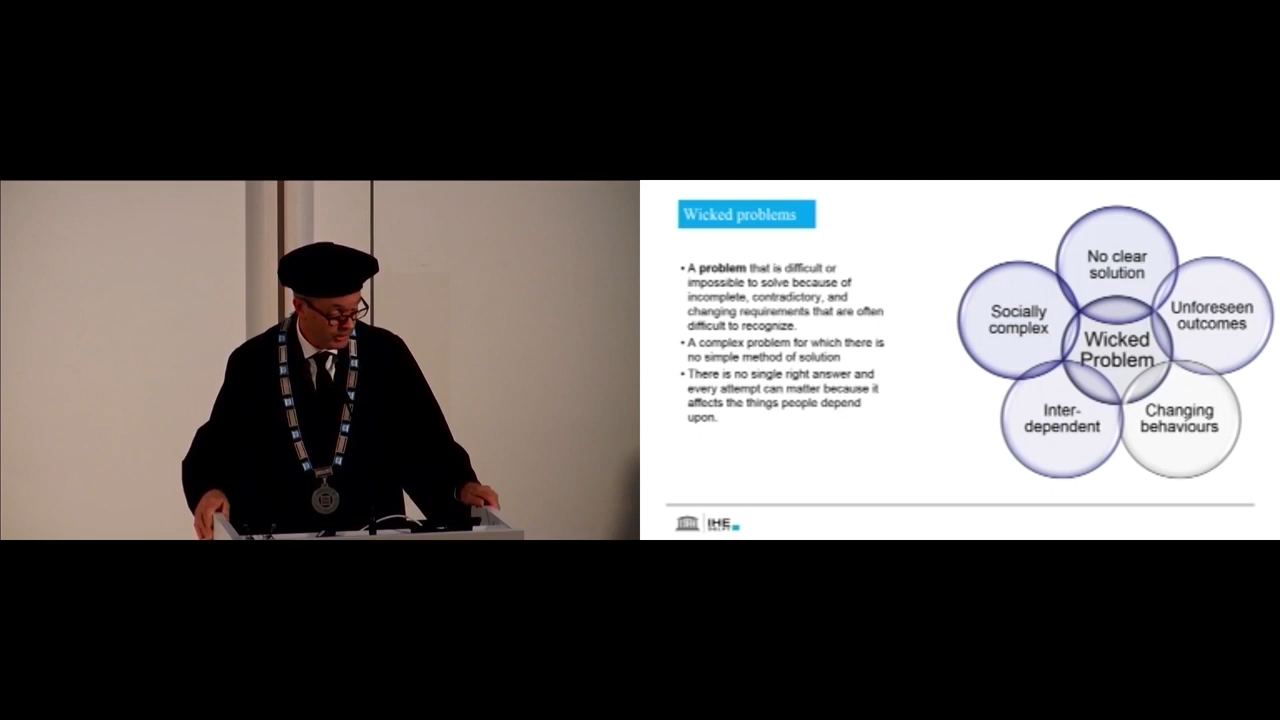 Wicked problems
• A problem that is difficult or
impossible to solve because of
incomplete, contradictory, and
changing requirements that are often
difficult to recognize.
• A complex problem for which there is
no simple method of solution
• There is no single right answer and
every attempt can matter because it
affects the things people depend
upon.
No clear
solution
Socially
complex
Unforeseen
outcomes
Wicked
Problem
Inter-
dependent
Changing
behaviours
IHE
DELFT